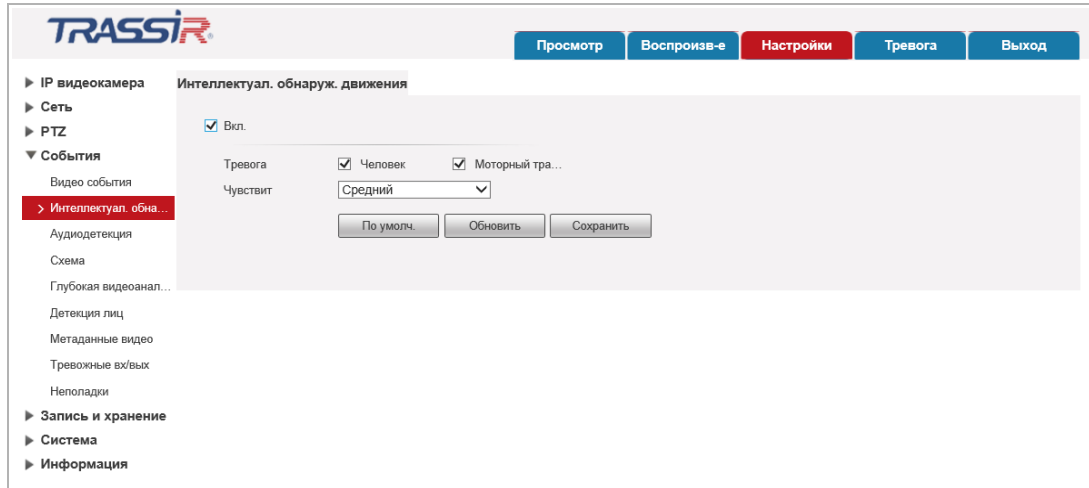 TRASSIR
Просмотр
Воспроизв-е
Настройки
Тревога
Выход
IP видеокамера
Сеть
PTZ
События
Видео события
Интеллектуал. обна...
Аудиодетекция
Схема
Глубокая видеоанал...
Детекция лиц
Метаданные видео
Тревожные вх/вых
Неполадки
Запись и хранение
Система
Информация
Интеллектуал. обнаруж. движения
Вкл.
Тревога Человек Моторный тра...
Чувствит Средний
По умолч. Обновить Сохранить